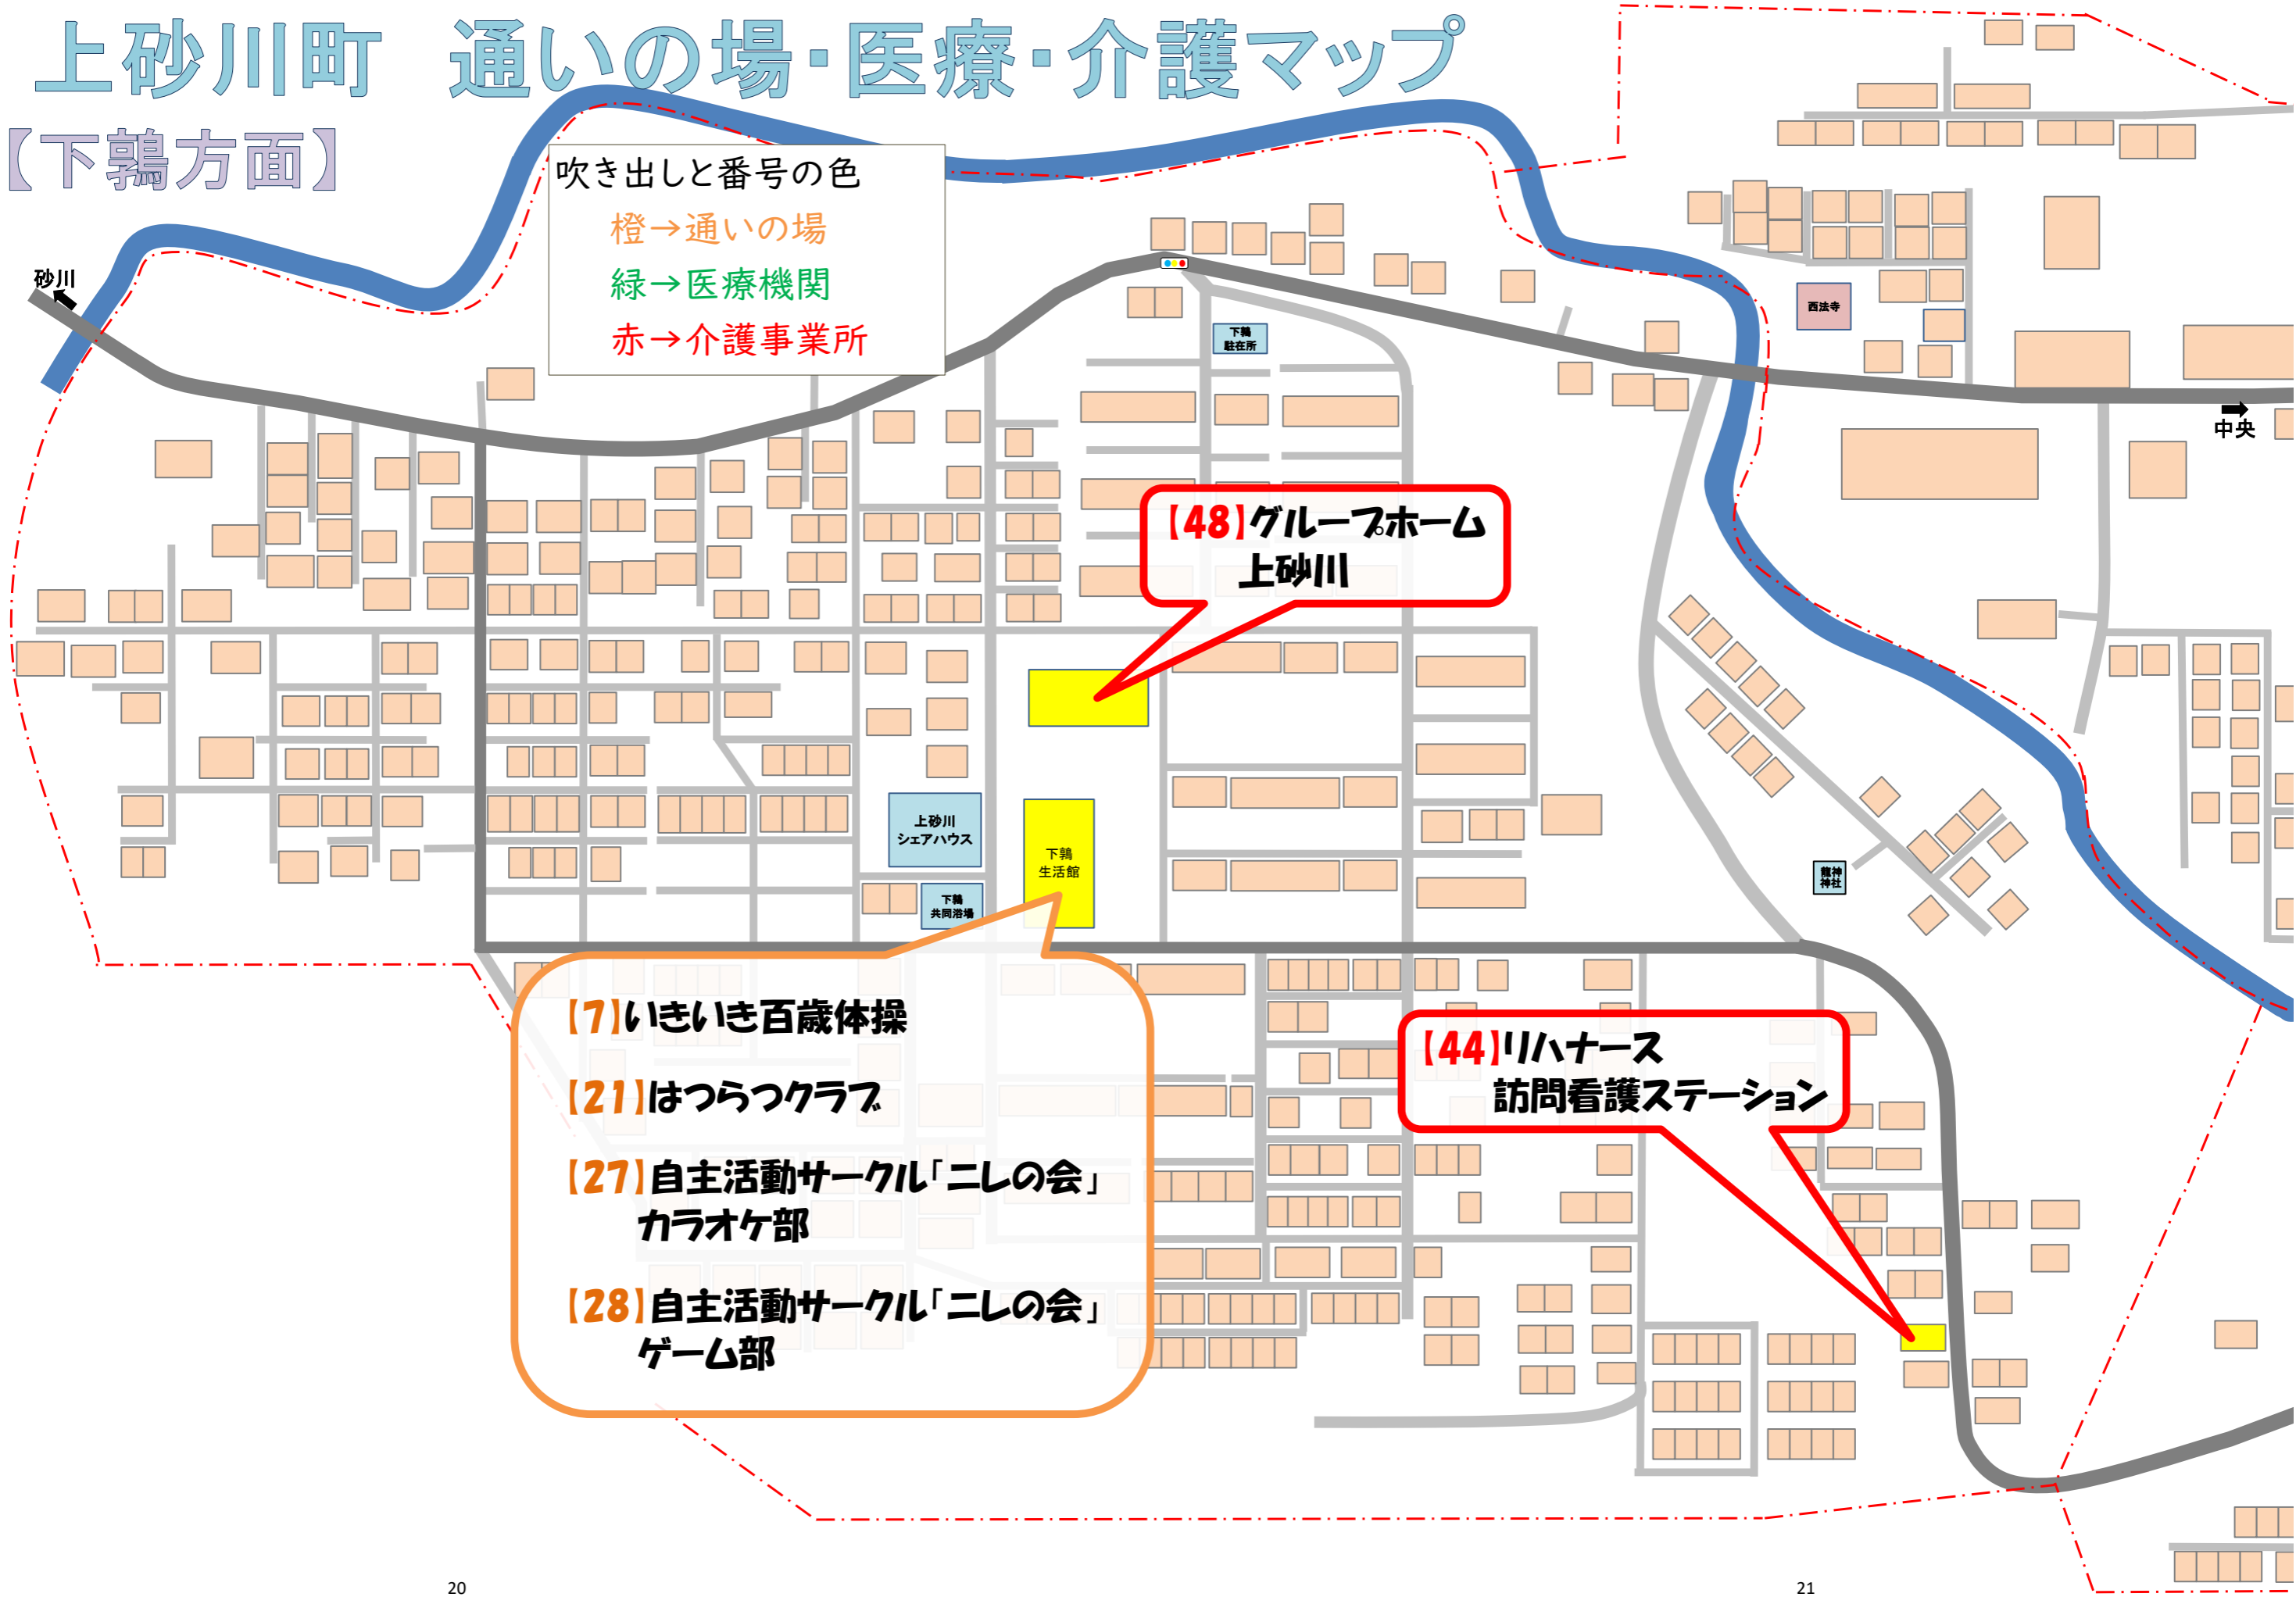 上砂川町　通いの場・医療・介護マップ
【下鶉方面】
吹き出しと番号の色
橙→通いの場
緑→医療機関
赤→介護事業所
砂川
下鶉
駐在所
西法寺
中央
【48】グループホーム
上砂川
上砂川
シェアハウス
下鶉
生活館
下鶉
共同浴場
龍神
神社
【7】いきいき百歳体操
【21】はつらつクラブ
【27】自主活動サークル「ニレの会」
カラオケ部
【28】自主活動サークル「ニレの会」
ゲーム部
【44】リハナース
訪問看護ステーション
20
21